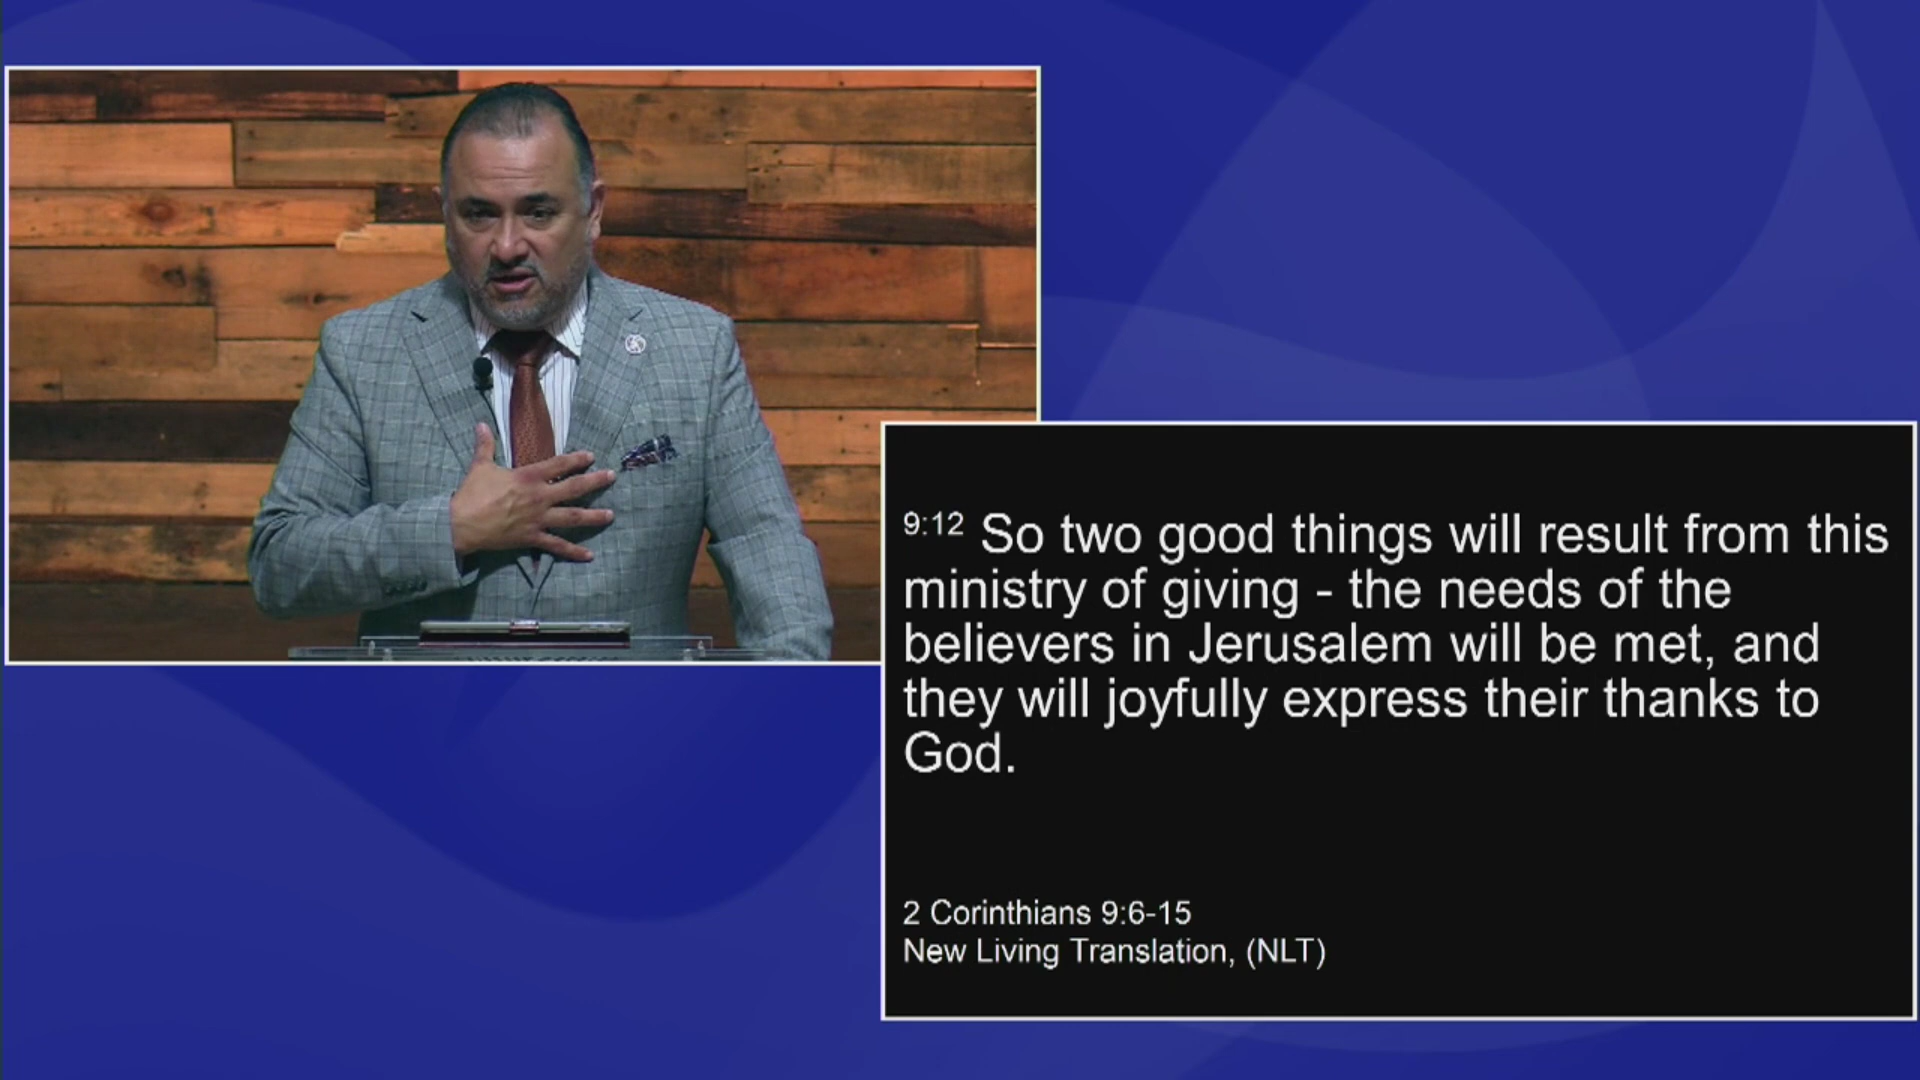 9:12 So two good things will result from this
ministry of giving - the needs of the
believers in Jerusalem will be met, and
they will joyfully express their thanks to
God.
2 Corinthians 9:6-15
New Living Translation, (NLT)